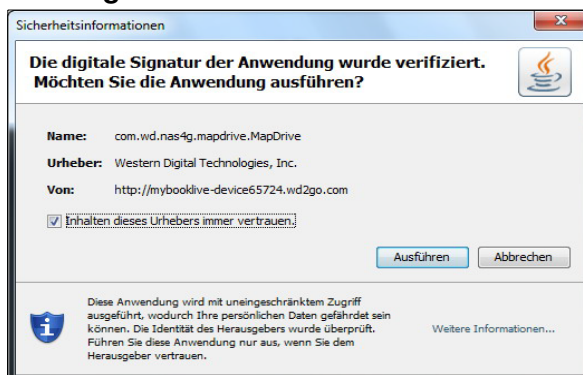 Sicherheitsinformationen
Die digitale Signatur der Anwendung wurde verifiziert.
Möchten Sie die Anwendung ausführen?
Name: com.wd.nas4g.mapdrive.MapDrive
Urheber: Western Digital Technologies, Inc.
Von: http://mybooklive-device65724.wd2go.com
Inhalten dieses Urhebers immer vertrauen.
Ausführen Abbrechen
Diese Anwendung wird mit uneingeschränktem Zugriff
ausgeführt, wodurch Ihre persönlichen Daten gefährdet sein
können. Die Identität des Herausgebers wurde überprüft.
Führen Sie diese Anwendung nur aus, wenn Sie dem
Herausgeber vertrauen.
Weitere Informationen...